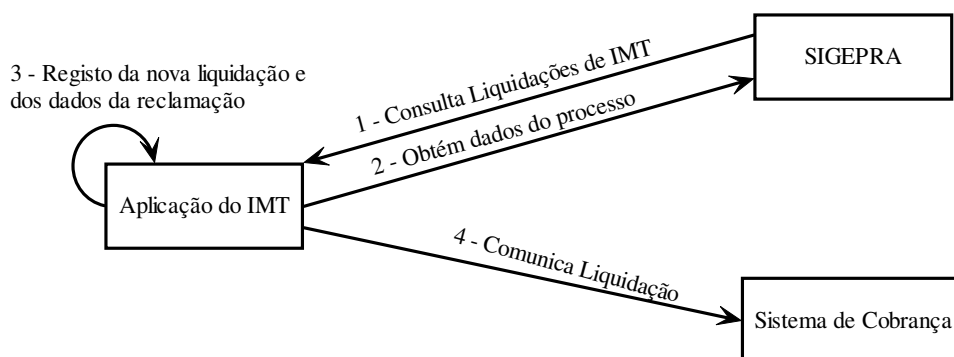 SIGEPRA
3 - Registo da nova liquidação e
dos dados da reclamação
1 - Consulta Liquidações de IMT
2 - Obtém dados do processo
Aplicação do IMT
4 - Comunica Liquidação
Sistema de Cobrança